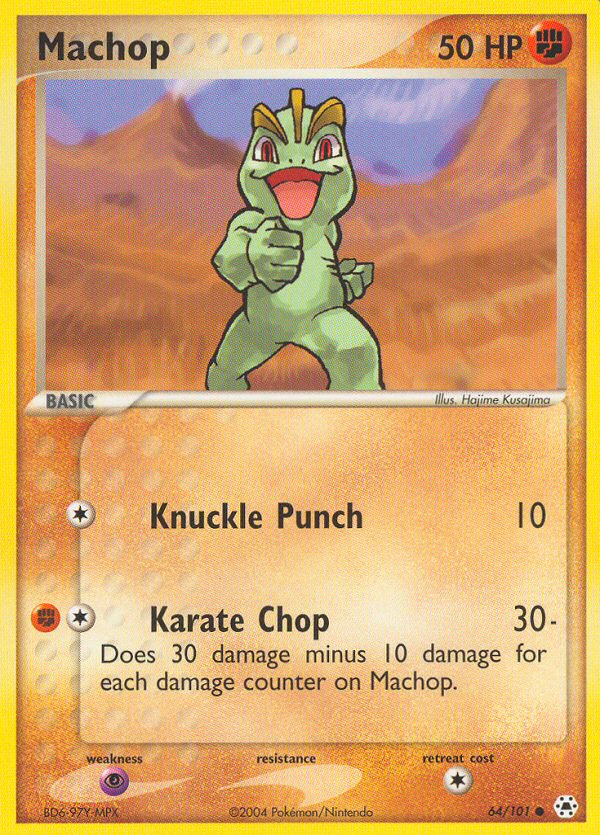 Machop 50 HP
BASIC
Illus. Hajime Kusajima
Knuckle Punch 10
Karate Chop 30-
Does 30 damage minus 10 damage for
each damage counter on Machop.
weakness resistance retreat cost
BD6-97Y-MPX ©2004 Pokémon/Nintendo 64/101